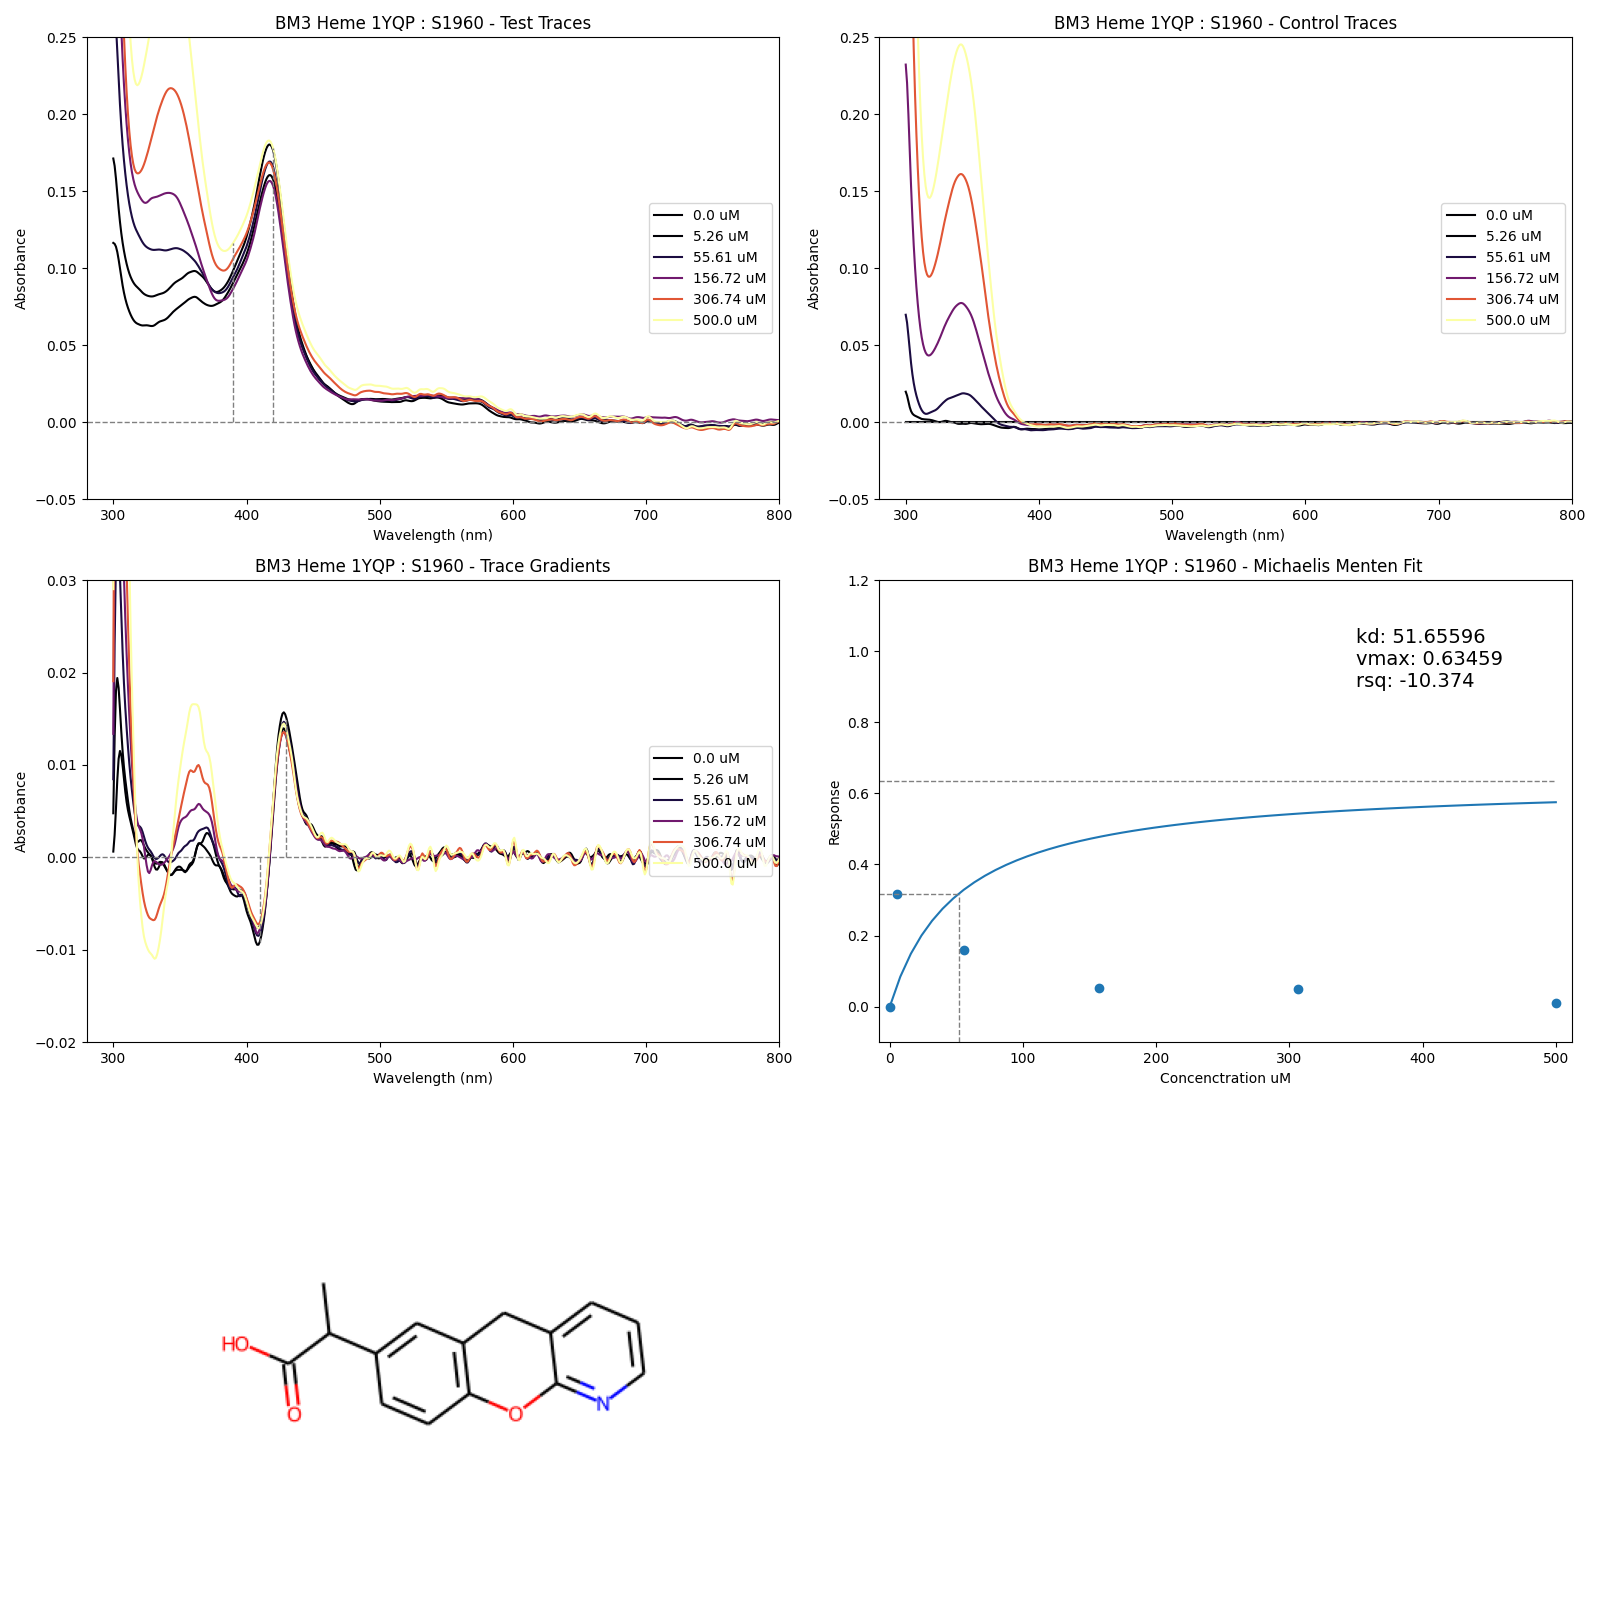 BM3 Heme 1YQP : S1960 - Test Traces
0.25
0.20
0.15
0.10
0.05
0.00
−0.05
Absorbance
300
400
500
600
700
800
Wavelength (nm)
0.0 uM
5.26 uM
55.61 uM
156.72 uM
306.74 uM
500.0 uM
BM3 Heme 1YQP : S1960 - Control Traces
0.25
0.20
0.15
0.10
0.05
0.00
−0.05
Absorbance
300
400
500
600
700
800
Wavelength (nm)
0.0 uM
5.26 uM
55.61 uM
156.72 uM
306.74 uM
500.0 uM
BM3 Heme 1YQP : S1960 - Trace Gradients
0.03
0.02
0.01
0.00
−0.01
−0.02
Absorbance
300
400
500
600
700
800
Wavelength (nm)
0.0 uM
5.26 uM
55.61 uM
156.72 uM
306.74 uM
500.0 uM
BM3 Heme 1YQP : S1960 - Michaelis Menten Fit
1.2
1.0
0.8
0.6
0.4
0.2
0.0
Response
kd: 51.65596
vmax: 0.63459
rsq: -10.374
0
100
200
300
400
500
Concenctration uM
HO
O
O
N